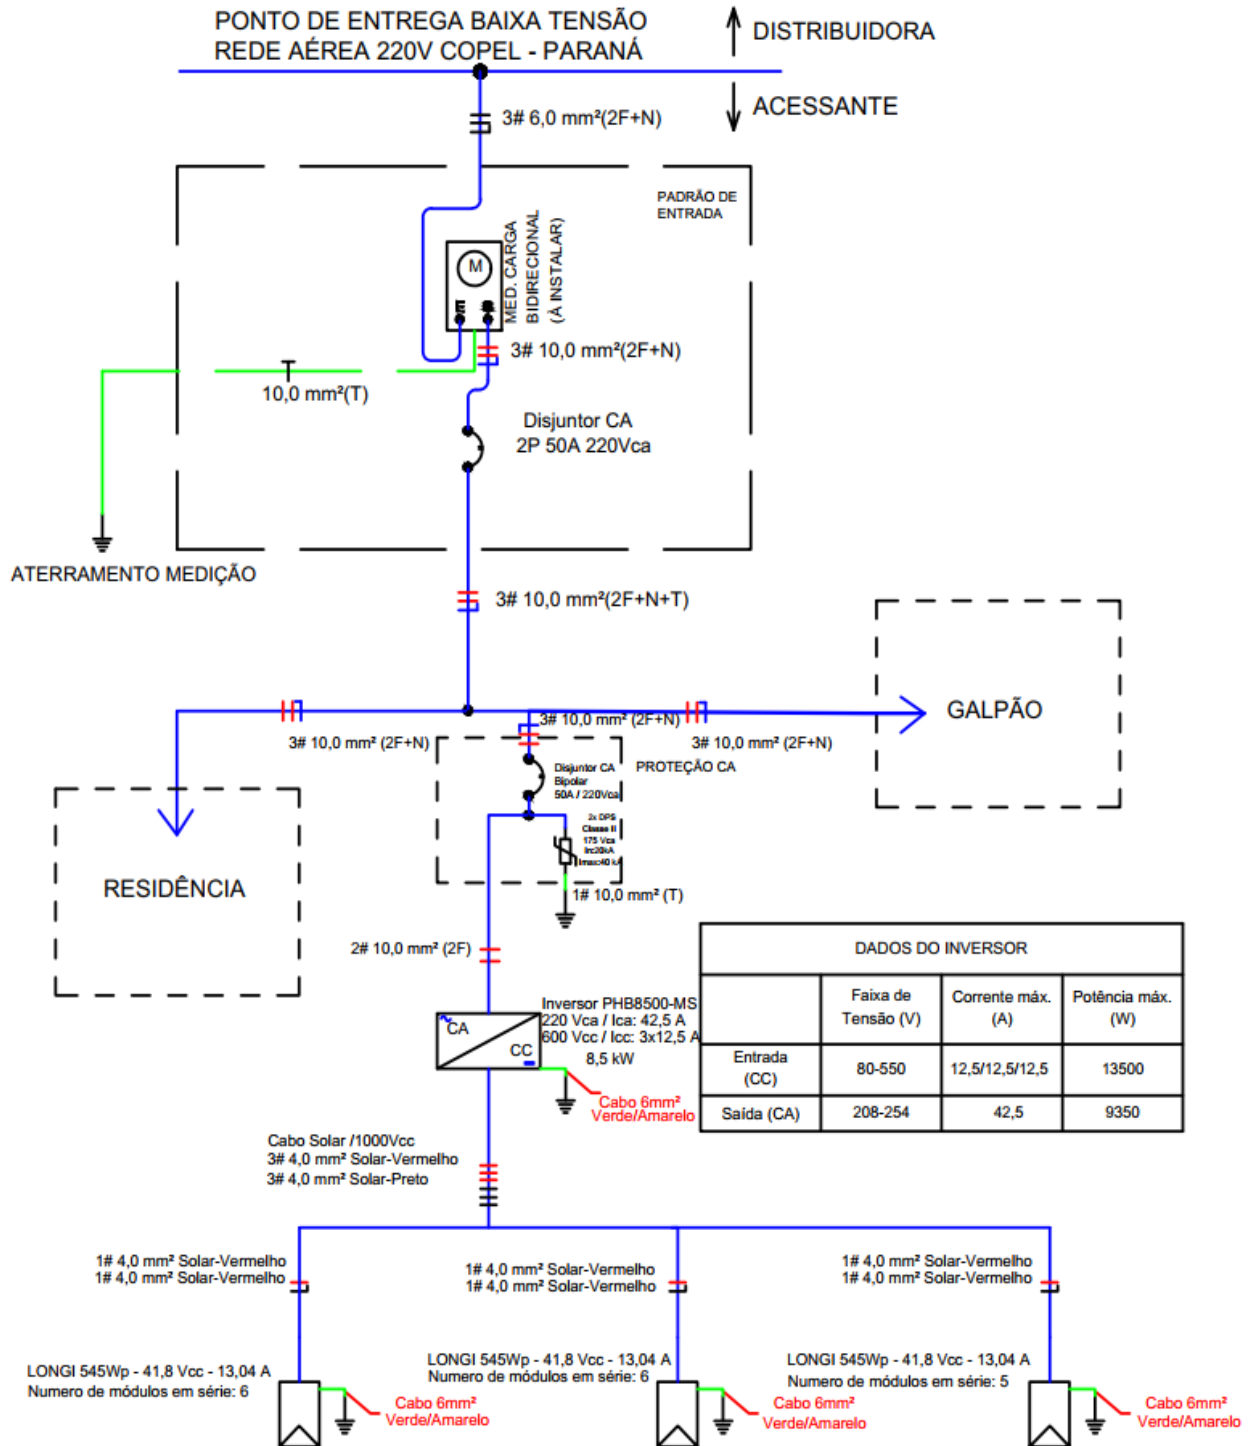 PONTO DE ENTREGA BAIXA TENSÃO
REDE AÉREA 220V COPEL - PARANÁ
DISTRIBUIDORA
ACESSANTE
3# 6,0 mm²(2F+N)
PADRÃO DE
ENTRADA
M
MED. CARGA
BIDIRECIONAL
(À INSTALAR)
3# 10,0 mm²(2F+N)
10,0 mm²(T)
Disjuntor CA
2P 50A 220Vca
ATERRAMENTO MEDIÇÃO
3# 10,0 mm²(2F+N+T)
GALPÃO
3# 10,0 mm² (2F+N)
3# 10,0 mm² (2F+N)
3# 10,0 mm² (2F+N)
Disjuntor CA
Bipolar
50A / 220Vca
PROTEÇÃO CA
2x DPS
Classe II
175 Vca
In:20kA
Imax:40 kA
RESIDÊNCIA
1# 10,0 mm² (T)
2# 10,0 mm² (2F)
DADOS DO INVERSOR
Faixa de
Tensão (V)
Corrente máx.
(A)
Potência máx.
(W)
Entrada
(CC)
80-550
12,5/12,5/12,5
13500
Saída (CA)
208-254
42,5
9350
CA
CC
Inversor PHB8500-MS
220 Vca / Ica: 42,5 A
600 Vcc / Icc: 3x12,5 A
8,5 kW
Cabo 6mm²
Verde/Amarelo
Cabo Solar /1000Vcc
3# 4,0 mm² Solar-Vermelho
3# 4,0 mm² Solar-Preto
1# 4,0 mm² Solar-Vermelho
1# 4,0 mm² Solar-Vermelho
1# 4,0 mm² Solar-Vermelho
1# 4,0 mm² Solar-Vermelho
1# 4,0 mm² Solar-Vermelho
1# 4,0 mm² Solar-Vermelho
LONGI 545Wp - 41,8 Vcc - 13,04 A
Numero de módulos em série: 6
LONGI 545Wp - 41,8 Vcc - 13,04 A
Numero de módulos em série: 6
LONGI 545Wp - 41,8 Vcc - 13,04 A
Numero de módulos em série: 5
Cabo 6mm²
Verde/Amarelo
Cabo 6mm²
Verde/Amarelo
Cabo 6mm²
Verde/Amarelo